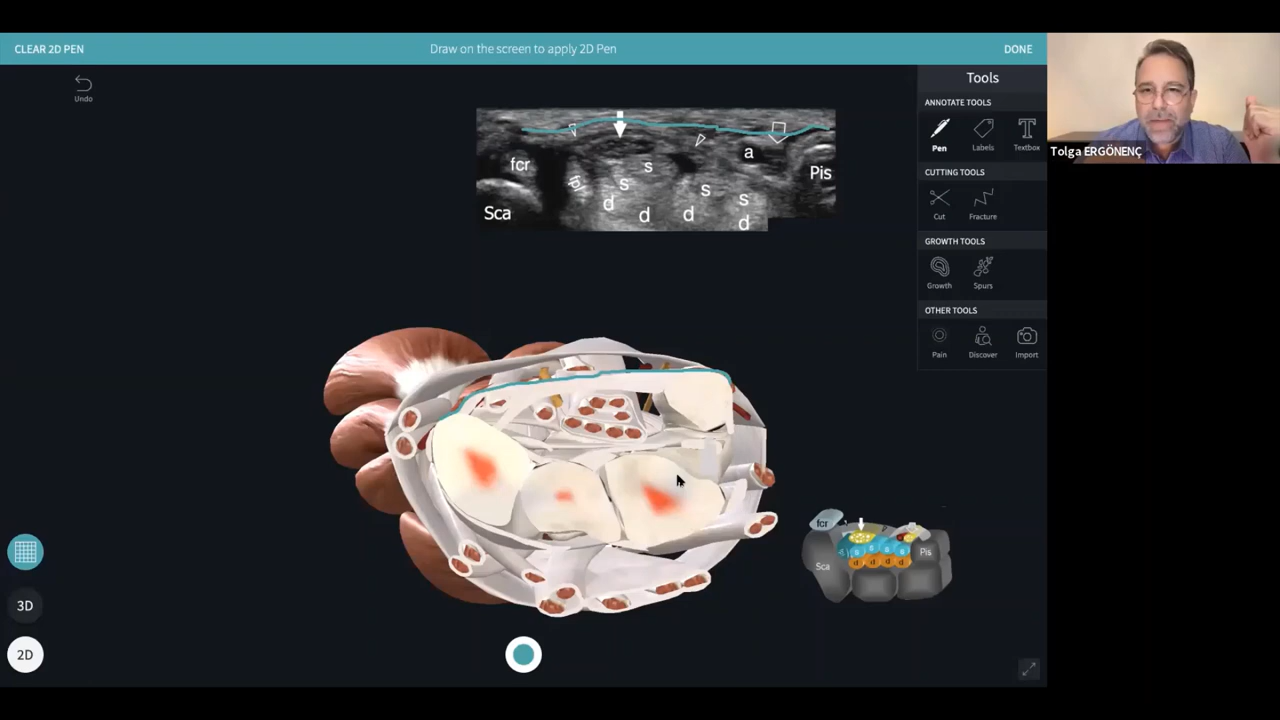 CLEAR 2D PEN
Draw on the screen to apply 2D Pen
DONE
Undo
Tools
ANNOTATE TOOLS
Pen
Labels
Textbox
CUTTING TOOLS
Cut
Fracture
GROWTH TOOLS
Growth
Spurs
OTHER TOOLS
Pain
Discover
Import
Tolga ERGÖNENÇ
fcr
a
s
Pis
fpl
s
s
s
d
Sca
d
d
d
fcr
Sca
s
s
s
s
Pis
d
d
d
d
3D
2D